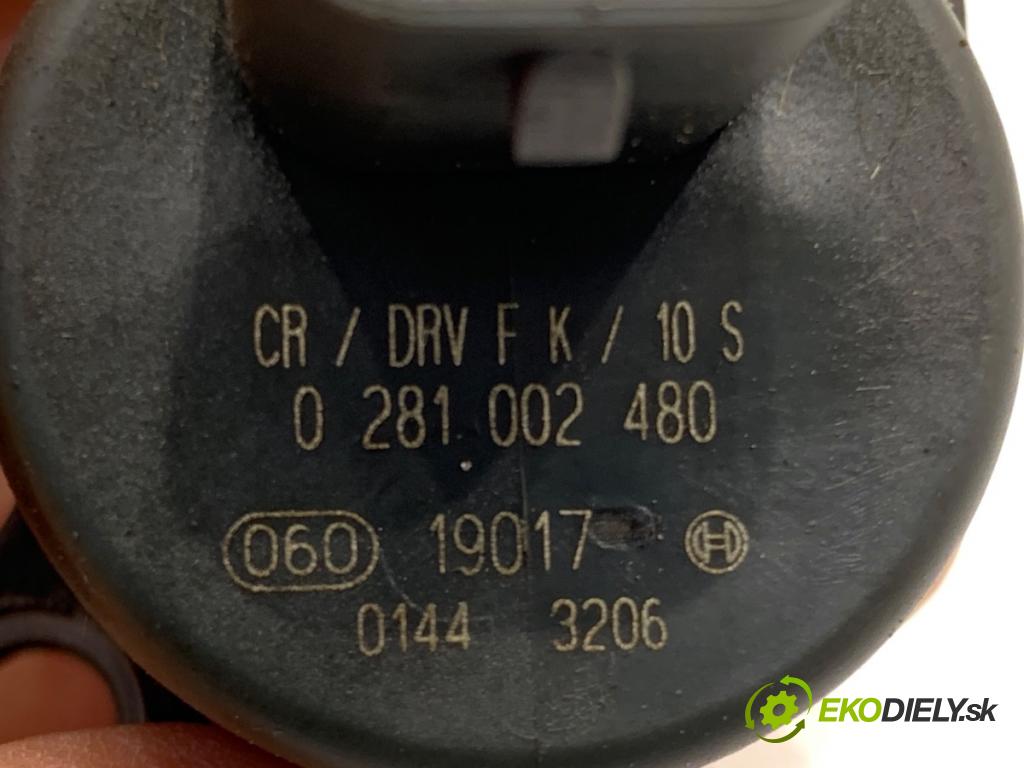 CR / DRV F K / 10 S
0 281 002 480
060 19017 H
0144 3206
EKODIELY.sk